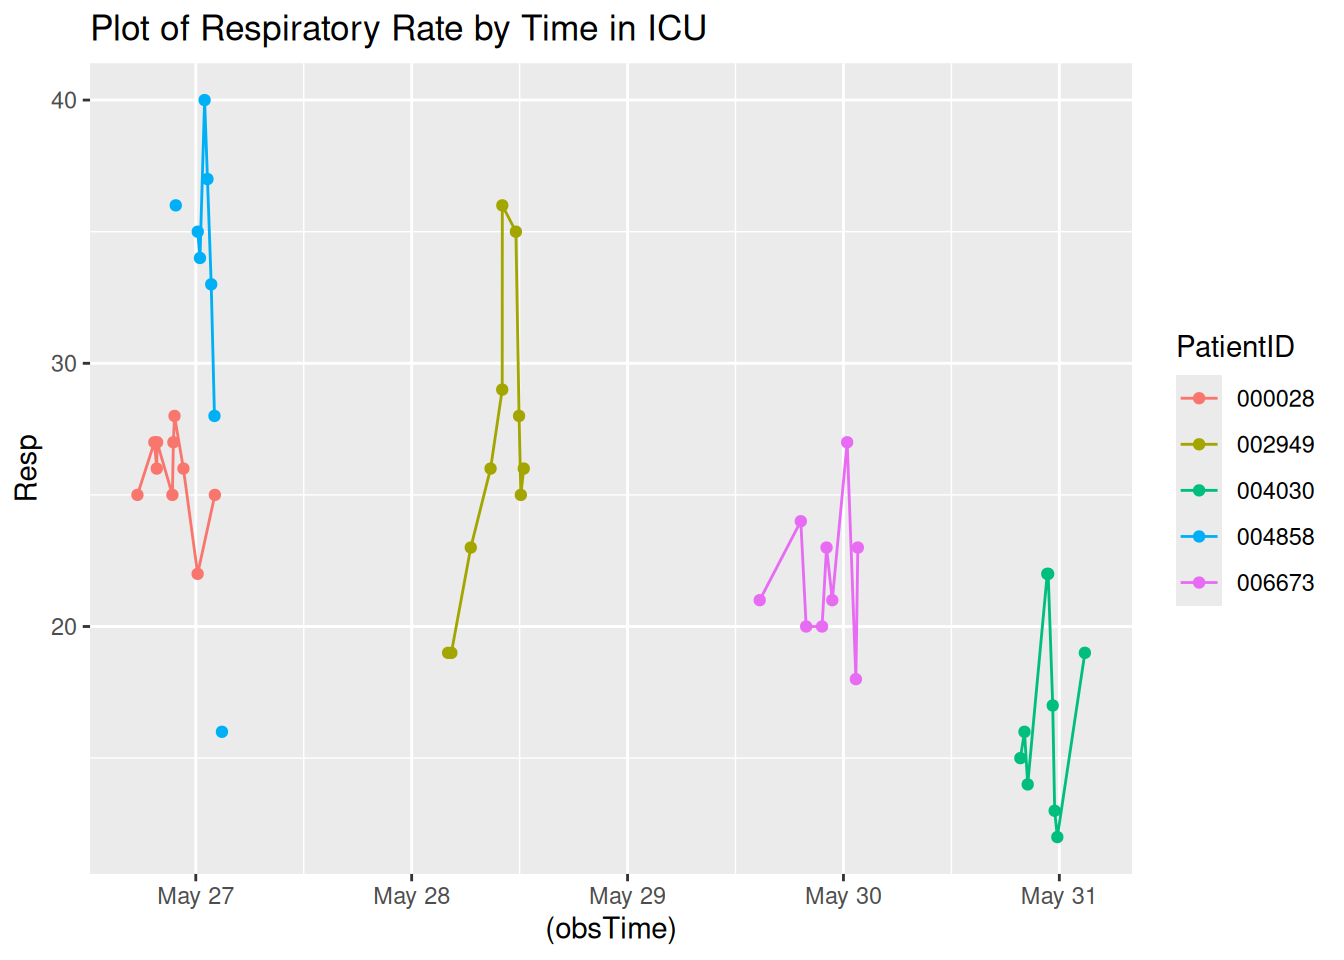 Plot of Respiratory Rate by Time in ICU
40
30
20
Resp
May 27
May 28
May 29
May 30
May 31
(obsTime)
PatientID
000028
002949
004030
004858
006673